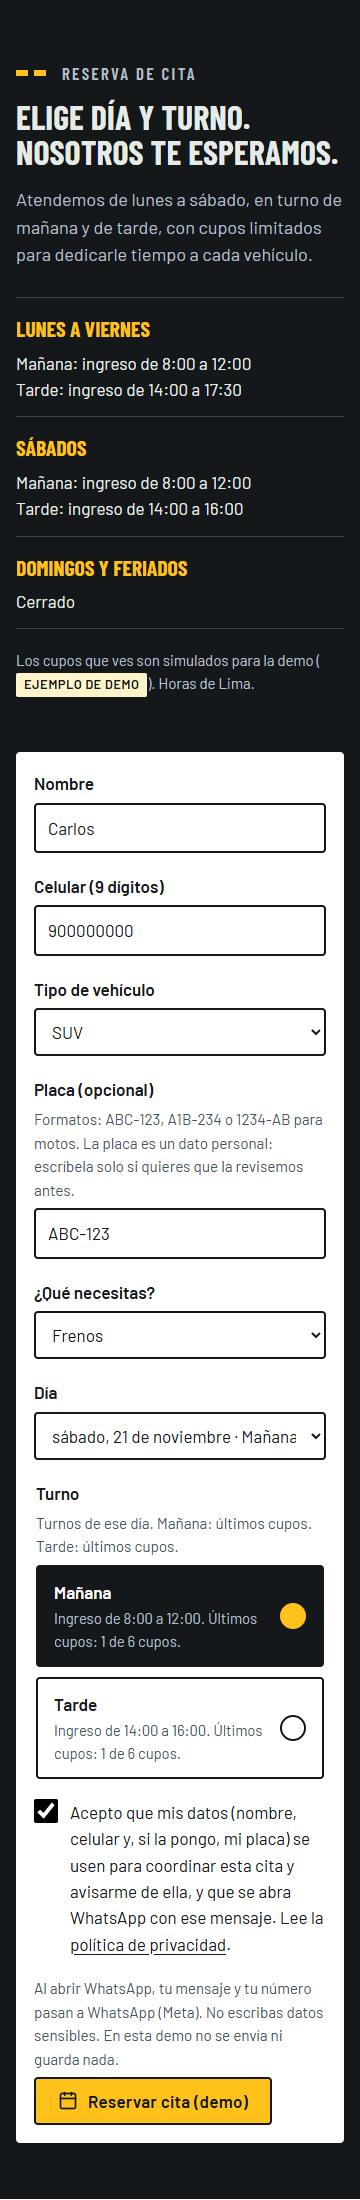 RESERVA DE CITA
ELIGE DÍA Y TURNO.
NOSOTROS TE ESPERAMOS.
Atendemos de lunes a sábado, en turno de
mañana y de tarde, con cupos limitados
para dedicarle tiempo a cada vehículo.
LUNES A VIERNES
Mañana: ingreso de 8:00 a 12:00
Tarde: ingreso de 14:00 a 17:30
SÁBADOS
Mañana: ingreso de 8:00 a 12:00
Tarde: ingreso de 14:00 a 16:00
DOMINGOS Y FERIADOS
Cerrado
Los cupos que ves son simulados para la demo (
EJEMPLO DE DEMO ). Horas de Lima.
Nombre
Carlos
Celular (9 dígitos)
900000000
Tipo de vehículo
SUV
Placa (opcional)
Formatos: ABC-123, A1B-234 o 1234-AB para
motos. La placa es un dato personal:
escríbela solo si quieres que la revisemos
antes.
ABC-123
¿Qué necesitas?
Frenos
Día
sábado, 21 de noviembre · Mañana
Turno
Turnos de ese día. Mañana: últimos cupos.
Tarde: últimos cupos.
Mañana
Ingreso de 8:00 a 12:00. Últimos
cupos: 1 de 6 cupos.
Tarde
Ingreso de 14:00 a 16:00. Últimos
cupos: 1 de 6 cupos.
Acepto que mis datos (nombre,
celular y, si la pongo, mi placa) se
usen para coordinar esta cita y
avisarme de ella, y que se abra
WhatsApp con ese mensaje. Lee la
política de privacidad.
Al abrir WhatsApp, tu mensaje y tu número
pasan a WhatsApp (Meta). No escribas datos
sensibles. En esta demo no se envía ni
guarda nada.
Reservar cita (demo)